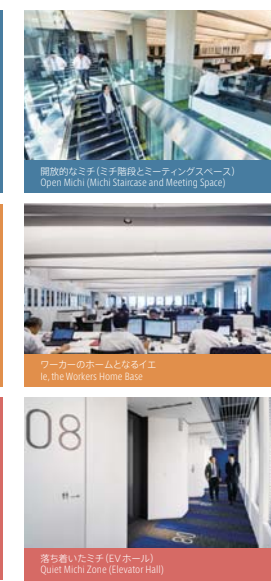 開放的なミチ(ミチ階段とミーティングスペース)
Open Michi (Michi Staircase and Meeting Space)
ワーカーのホームとなるイエ
Ie, the Workers Home Base
08
08
落ち着いたミチ(EVホール)
Quiet Michi Zone (Elevator Hall)